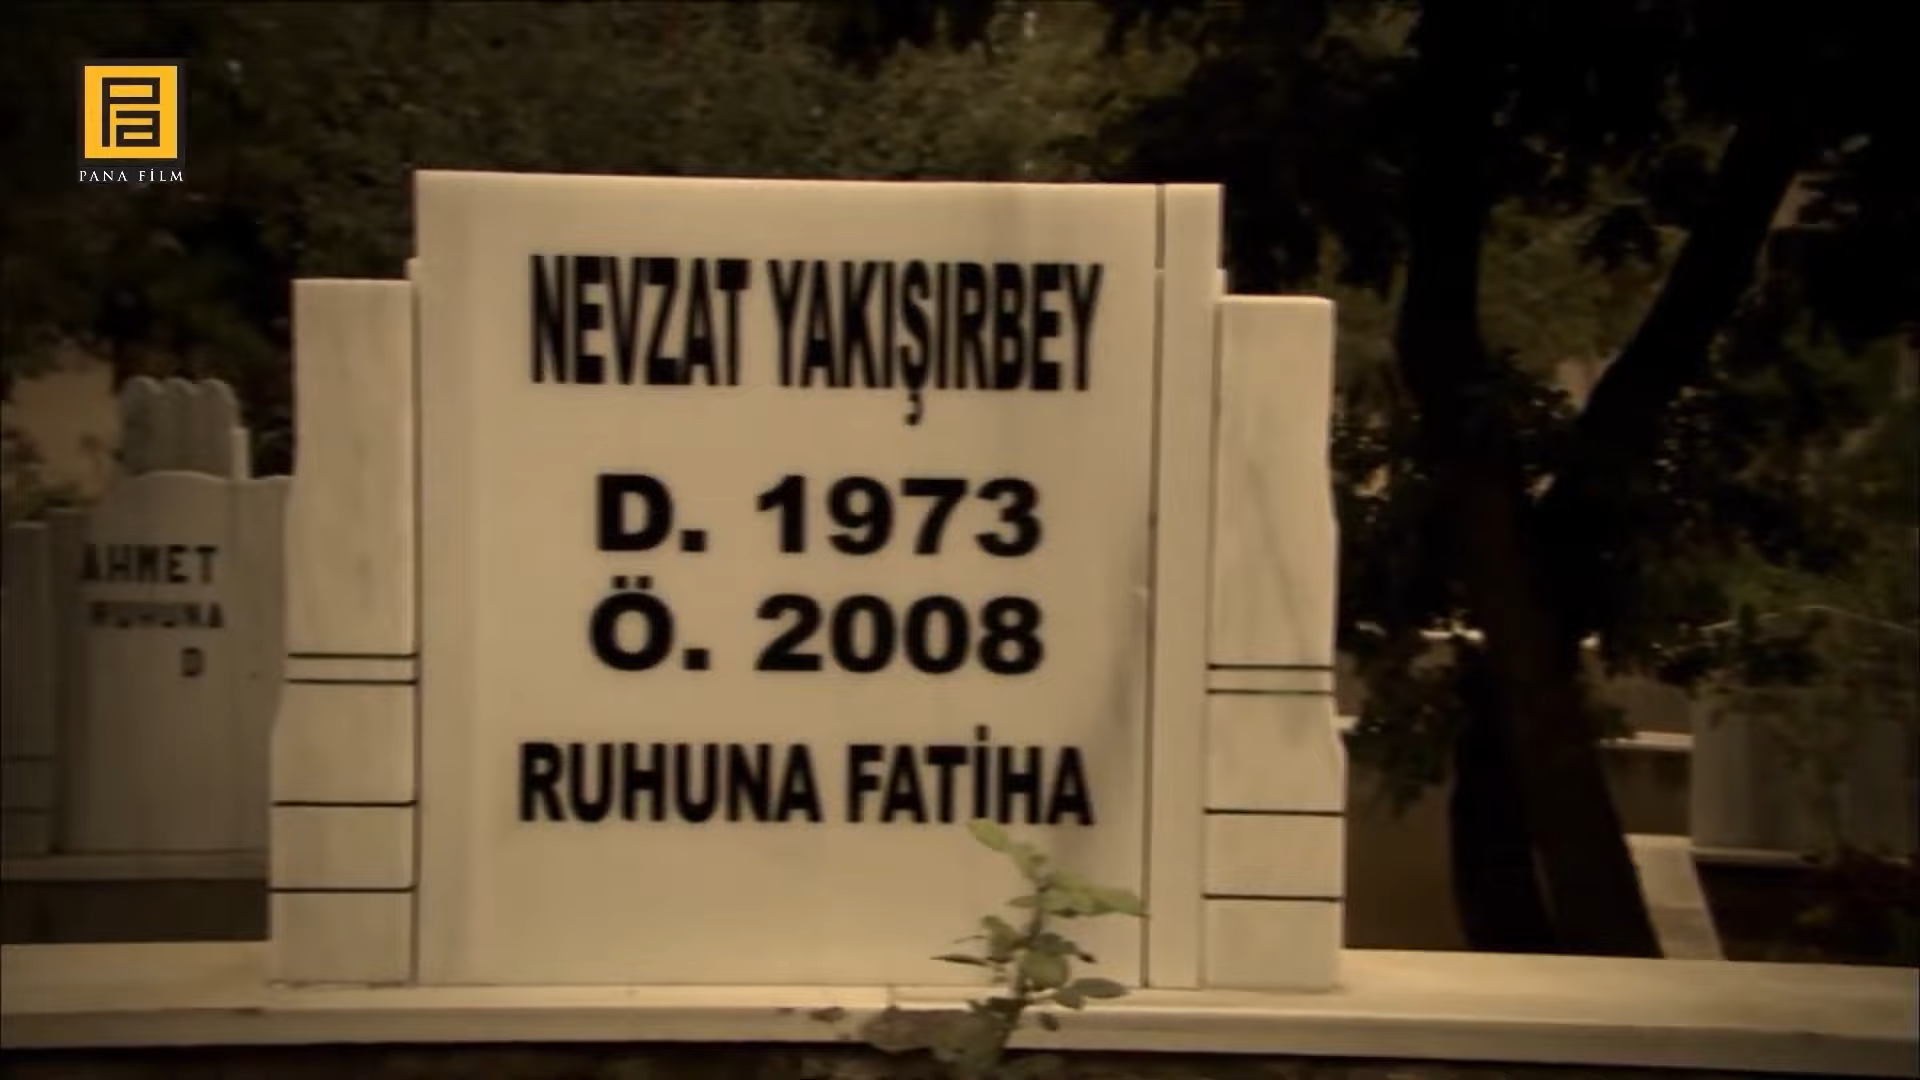 PANA FİLM
NEVZAT YAKIŞIRBEY
D. 1973
Ö. 2008
RUHUNA FATİHA
AHMET
RUHUNA
D